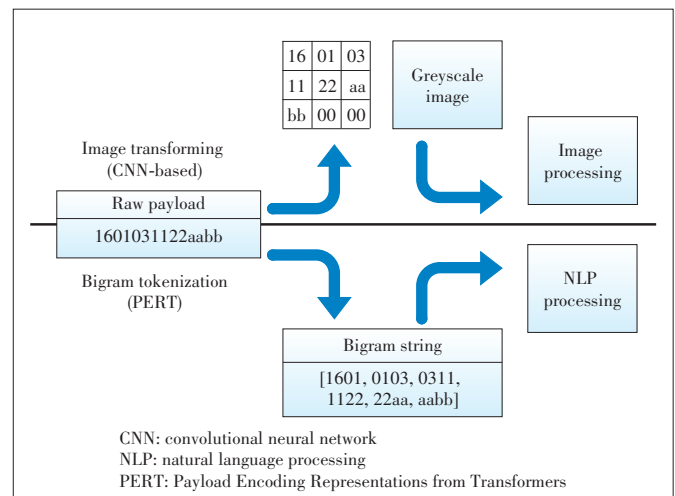 16 01 03
11 22 aa
bb 00 00
Greyscale
image
Image transforming
(CNN-based)
Image
processing
Raw payload
1601031122aabb
Bigram tokenization
(PERT)
NLP
processing
Bigram string
[1601, 0103, 0311,
1122, 22aa, aabb]
CNN: convolutional neural network
NLP: natural language processing
PERT: Payload Encoding Representations from Transformers